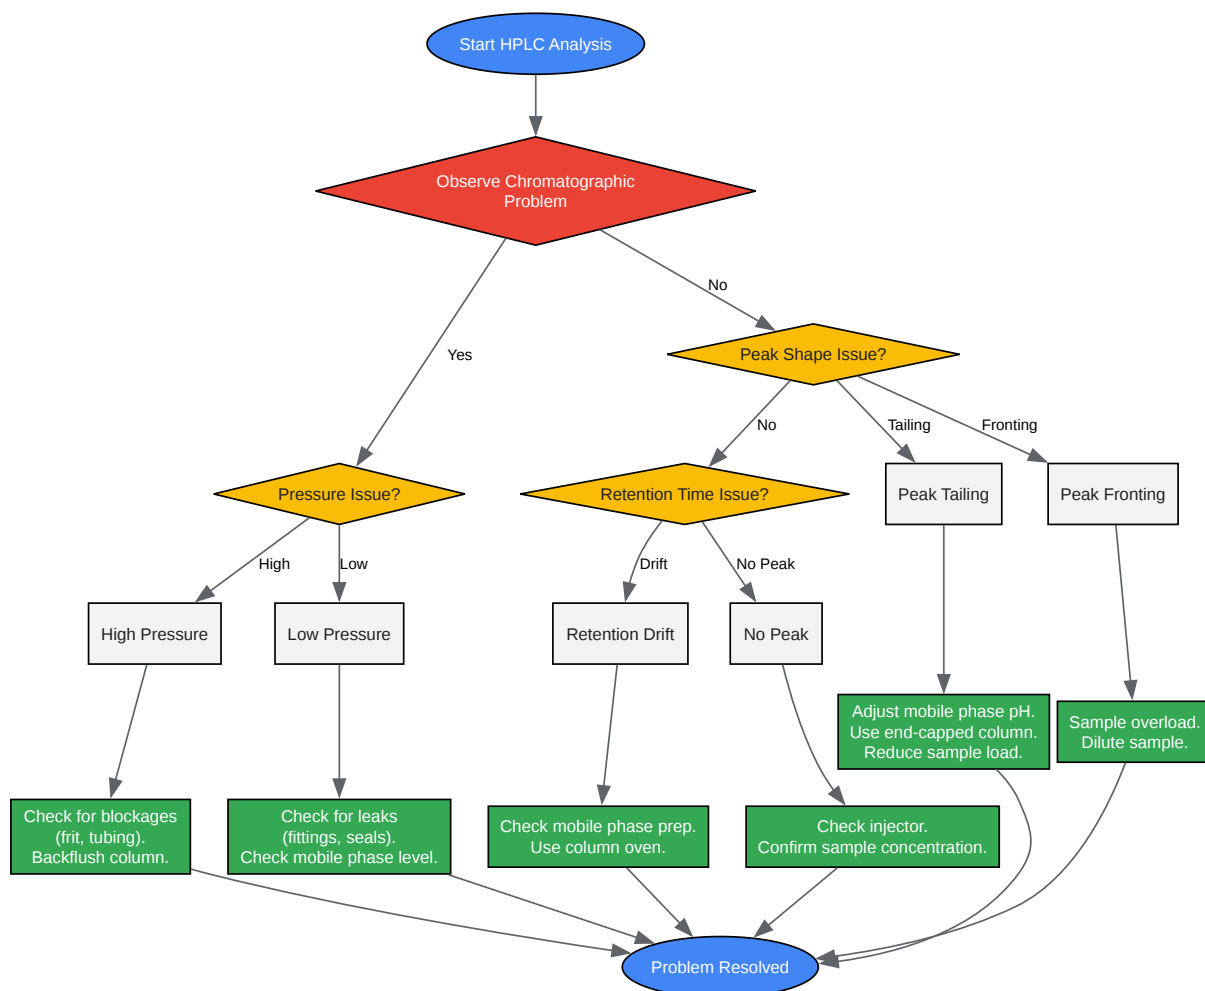 Start HPLC Analysis
Observe Chromatographic
Problem
No
Peak Shape Issue?
Yes
No
Tailing
Fronting
Pressure Issue?
Retention Time Issue?
Peak Tailing
Peak Fronting
High
Low
Drift
No Peak
High Pressure
Low Pressure
Retention Drift
No Peak
Adjust mobile phase pH.
Use end-capped column.
Reduce sample load.
Sample overload.
Dilute sample.
Check for blockages
(frit, tubing).
Backflush column.
Check for leaks
(fittings, seals).
Check mobile phase level.
Check mobile phase prep.
Use column oven.
Check injector.
Confirm sample concentration.
Problem Resolved